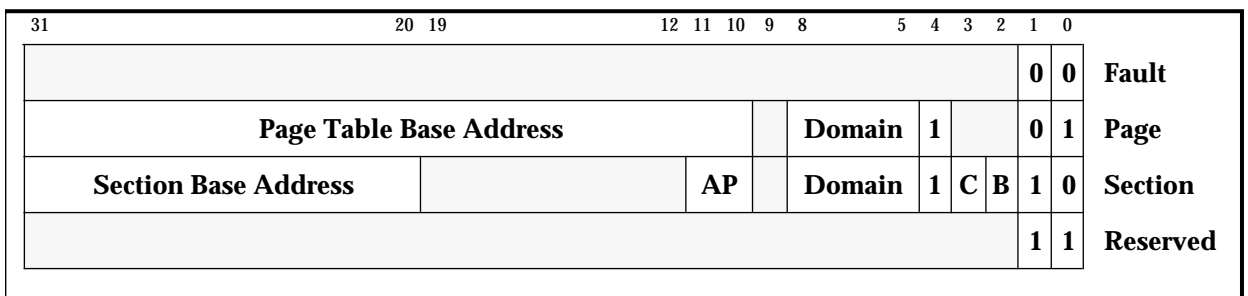 31 20 19 12 11 10 9 8 5 4 3 2 1 0
0 0 Fault
Page Table Base Address Domain 1 0 1 Page
Section Base Address AP Domain 1 C B 1 0 Section
1 1 Reserved